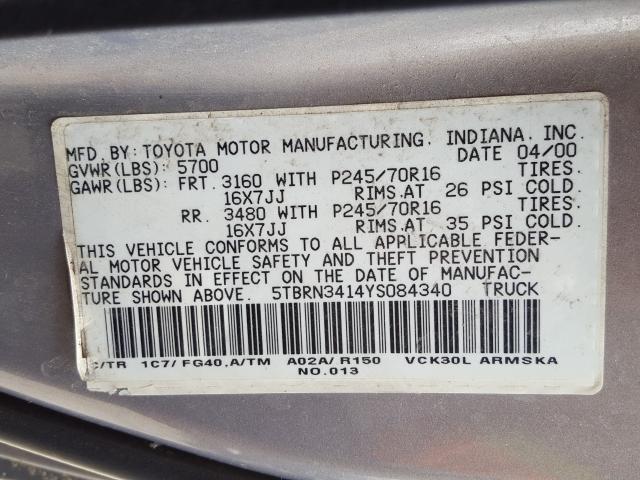 MFD. BY: TOYOTA MOTOR MANUFACTURING, INDIANA, INC.
GVWR(LBS): 5700 DATE 04/00
GAWR(LBS): FRT. 3160 WITH P245/70R16 TIRES.
16X7JJ RIMS.AT 26 PSI COLD.
RR. 3480 WITH P245/70R16 TIRES
16X7JJ RIMS.AT 35 PSI COLD.
THIS VEHICLE CONFORMS TO ALL APPLICABLE FEDER-
AL MOTOR VEHICLE SAFETY AND THEFT PREVENTION
STANDARDS IN EFFECT ON THE DATE OF MANUFAC-
TURE SHOWN ABOVE. 5TBRN3414YS084340 TRUCK
C/TR 1C7/ FG40.A/TM A02A/ R150 VCK30L ARMSKA
NO.013